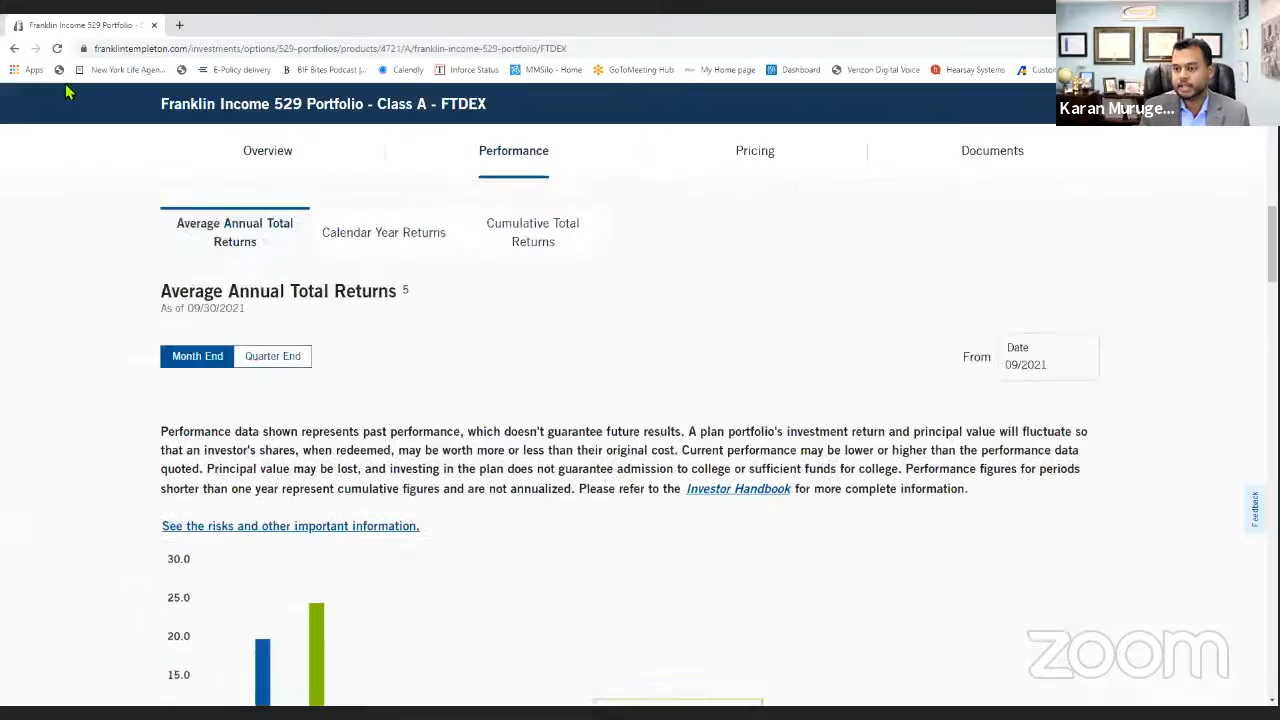 Franklin Income 529 Portfolio - C
franklintempleton.com/investments/options/529-portfolios/products/4721/A/franklin-income-529-portfolio/FTDEX
Apps New York Life Agen... E-Policy delivery BIF Bites Podcast |... Calendly Inforce Status MMSilo - Home GoToMeeting Hub My Home page Dashboard Verizon Digital Voice Hearsay Systems Custom
Karan Muruge...
Franklin Income 529 Portfolio - Class A - FTDEX
Overview Performance Pricing Documents
Average Annual Total
Returns
Calendar Year Returns
Cumulative Total
Returns
Average Annual Total Returns 5
As of 09/30/2021
Month End Quarter End
From
Date
09/2021
Performance data shown represents past performance, which doesn't guarantee future results. A plan portfolio's investment return and principal value will fluctuate so
that an investor's shares, when redeemed, may be worth more or less than their original cost. Current performance may be lower or higher than the performance data
quoted. Principal value may be lost, and investing in the plan does not guarantee admission to college or sufficient funds for college. Performance figures for periods
shorter than one year represent cumulative figures and are not annualized. Please refer to the Investor Handbook for more complete information.
Feedback
See the risks and other important information.
30.0
25.0
20.0
15.0
zoom